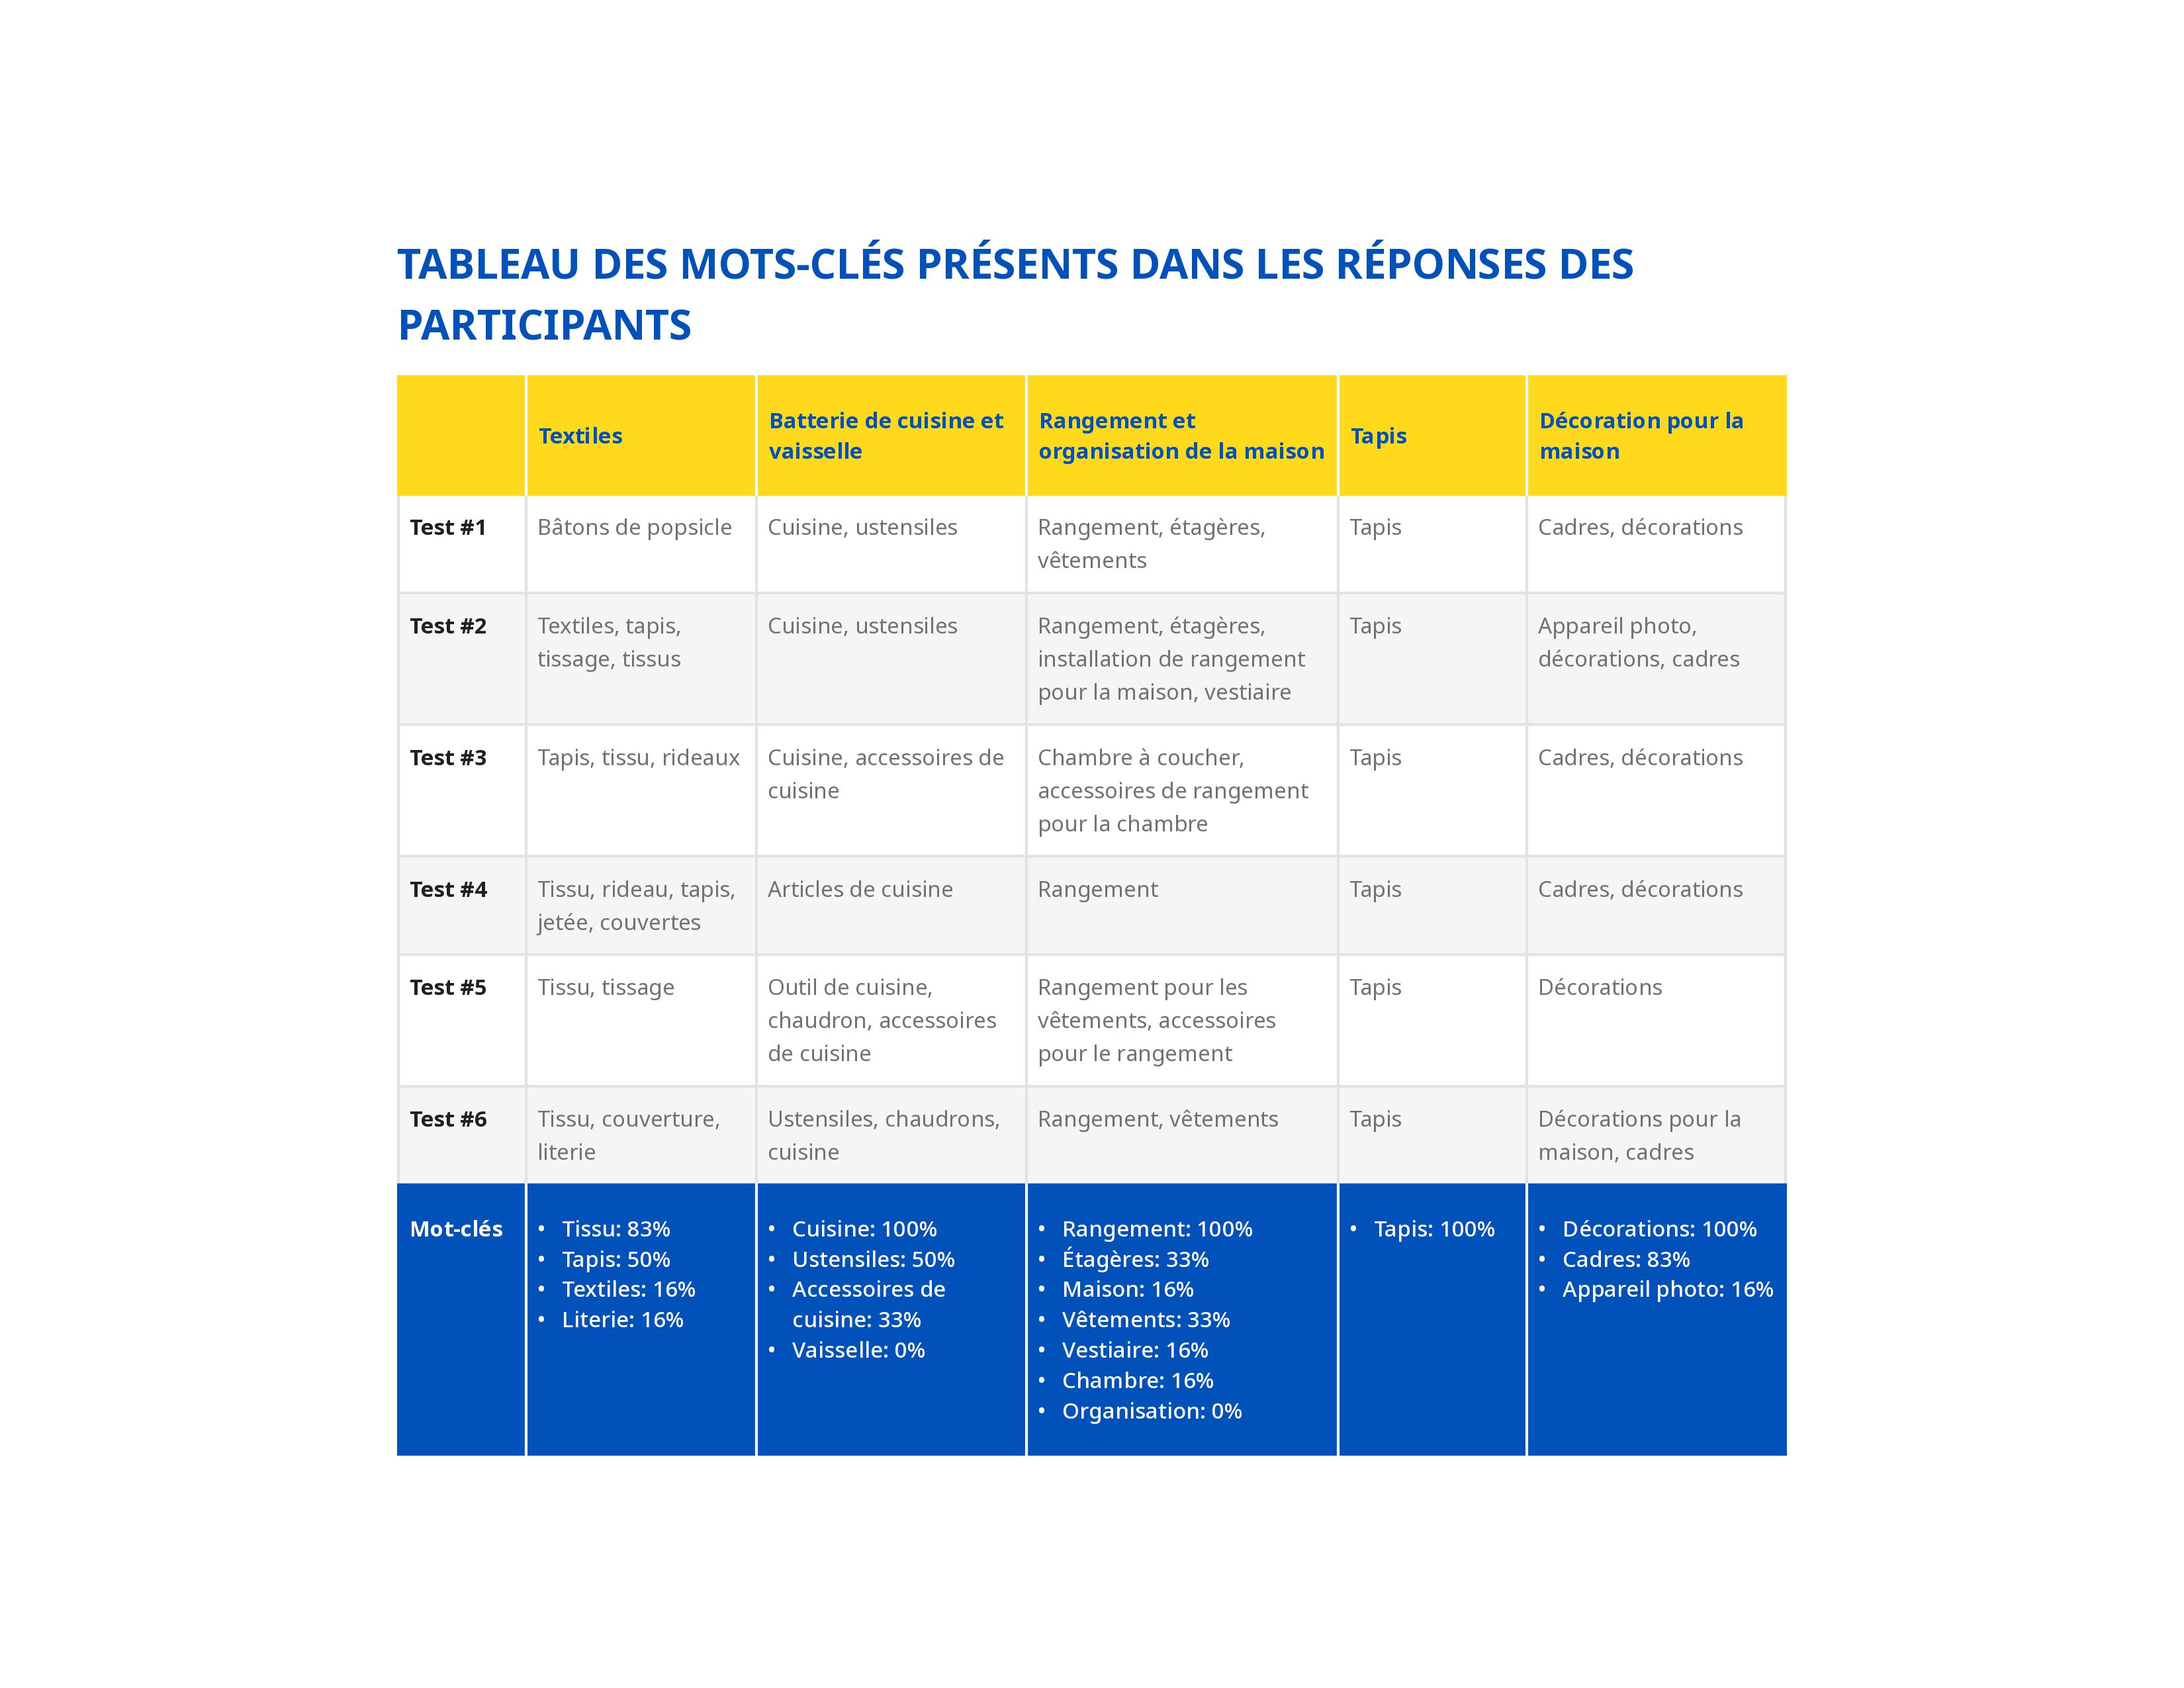 TABLEAU DES MOTS-CLÉS PRÉSENTS DANS LES RÉPONSES DES
PARTICIPANTS
Textiles
Batterie de cuisine et
vaisselle
Rangement et
organisation de la maison
Tapis
Décoration pour la
maison
Test #1
Bâtons de popsicle
Cuisine, ustensiles
Rangement, étagères,
vêtements
Tapis
Cadres, décorations
Test #2
Textiles, tapis,
tissage, tissus
Cuisine, ustensiles
Rangement, étagères,
installation de rangement
pour la maison, vestiaire
Tapis
Appareil photo,
décorations, cadres
Test #3
Tapis, tissu, rideaux
Cuisine, accessoires de
cuisine
Chambre à coucher,
accessoires de rangement
pour la chambre
Tapis
Cadres, décorations
Test #4
Tissu, rideau, tapis,
jetée, couvertes
Articles de cuisine
Rangement
Tapis
Cadres, décorations
Test #5
Tissu, tissage
Outil de cuisine,
chaudron, accessoires
de cuisine
Rangement pour les
vêtements, accessoires
pour le rangement
Tapis
Décorations
Test #6
Tissu, couverture,
literie
Ustensiles, chaudrons,
cuisine
Rangement, vêtements
Tapis
Décorations pour la
maison, cadres
Mot-clés
• Tissu: 83%
• Tapis: 50%
• Textiles: 16%
• Literie: 16%
• Cuisine: 100%
• Ustensiles: 50%
• Accessoires de
cuisine: 33%
• Vaisselle: 0%
• Rangement: 100%
• Étagères: 33%
• Maison: 16%
• Vêtements: 33%
• Vestiaire: 16%
• Chambre: 16%
• Organisation: 0%
• Tapis: 100%
• Décorations: 100%
• Cadres: 83%
• Appareil photo: 16%